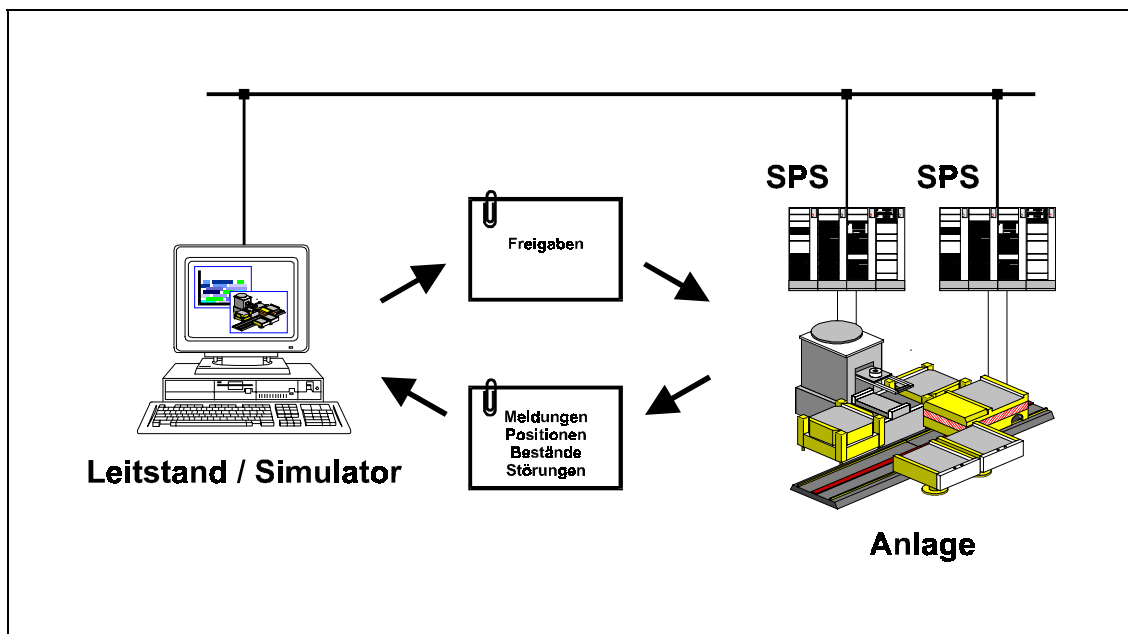 SPS SPS
Freigaben
Meldungen
Positionen
Bestände
Störungen
Leitstand / Simulator
Anlage